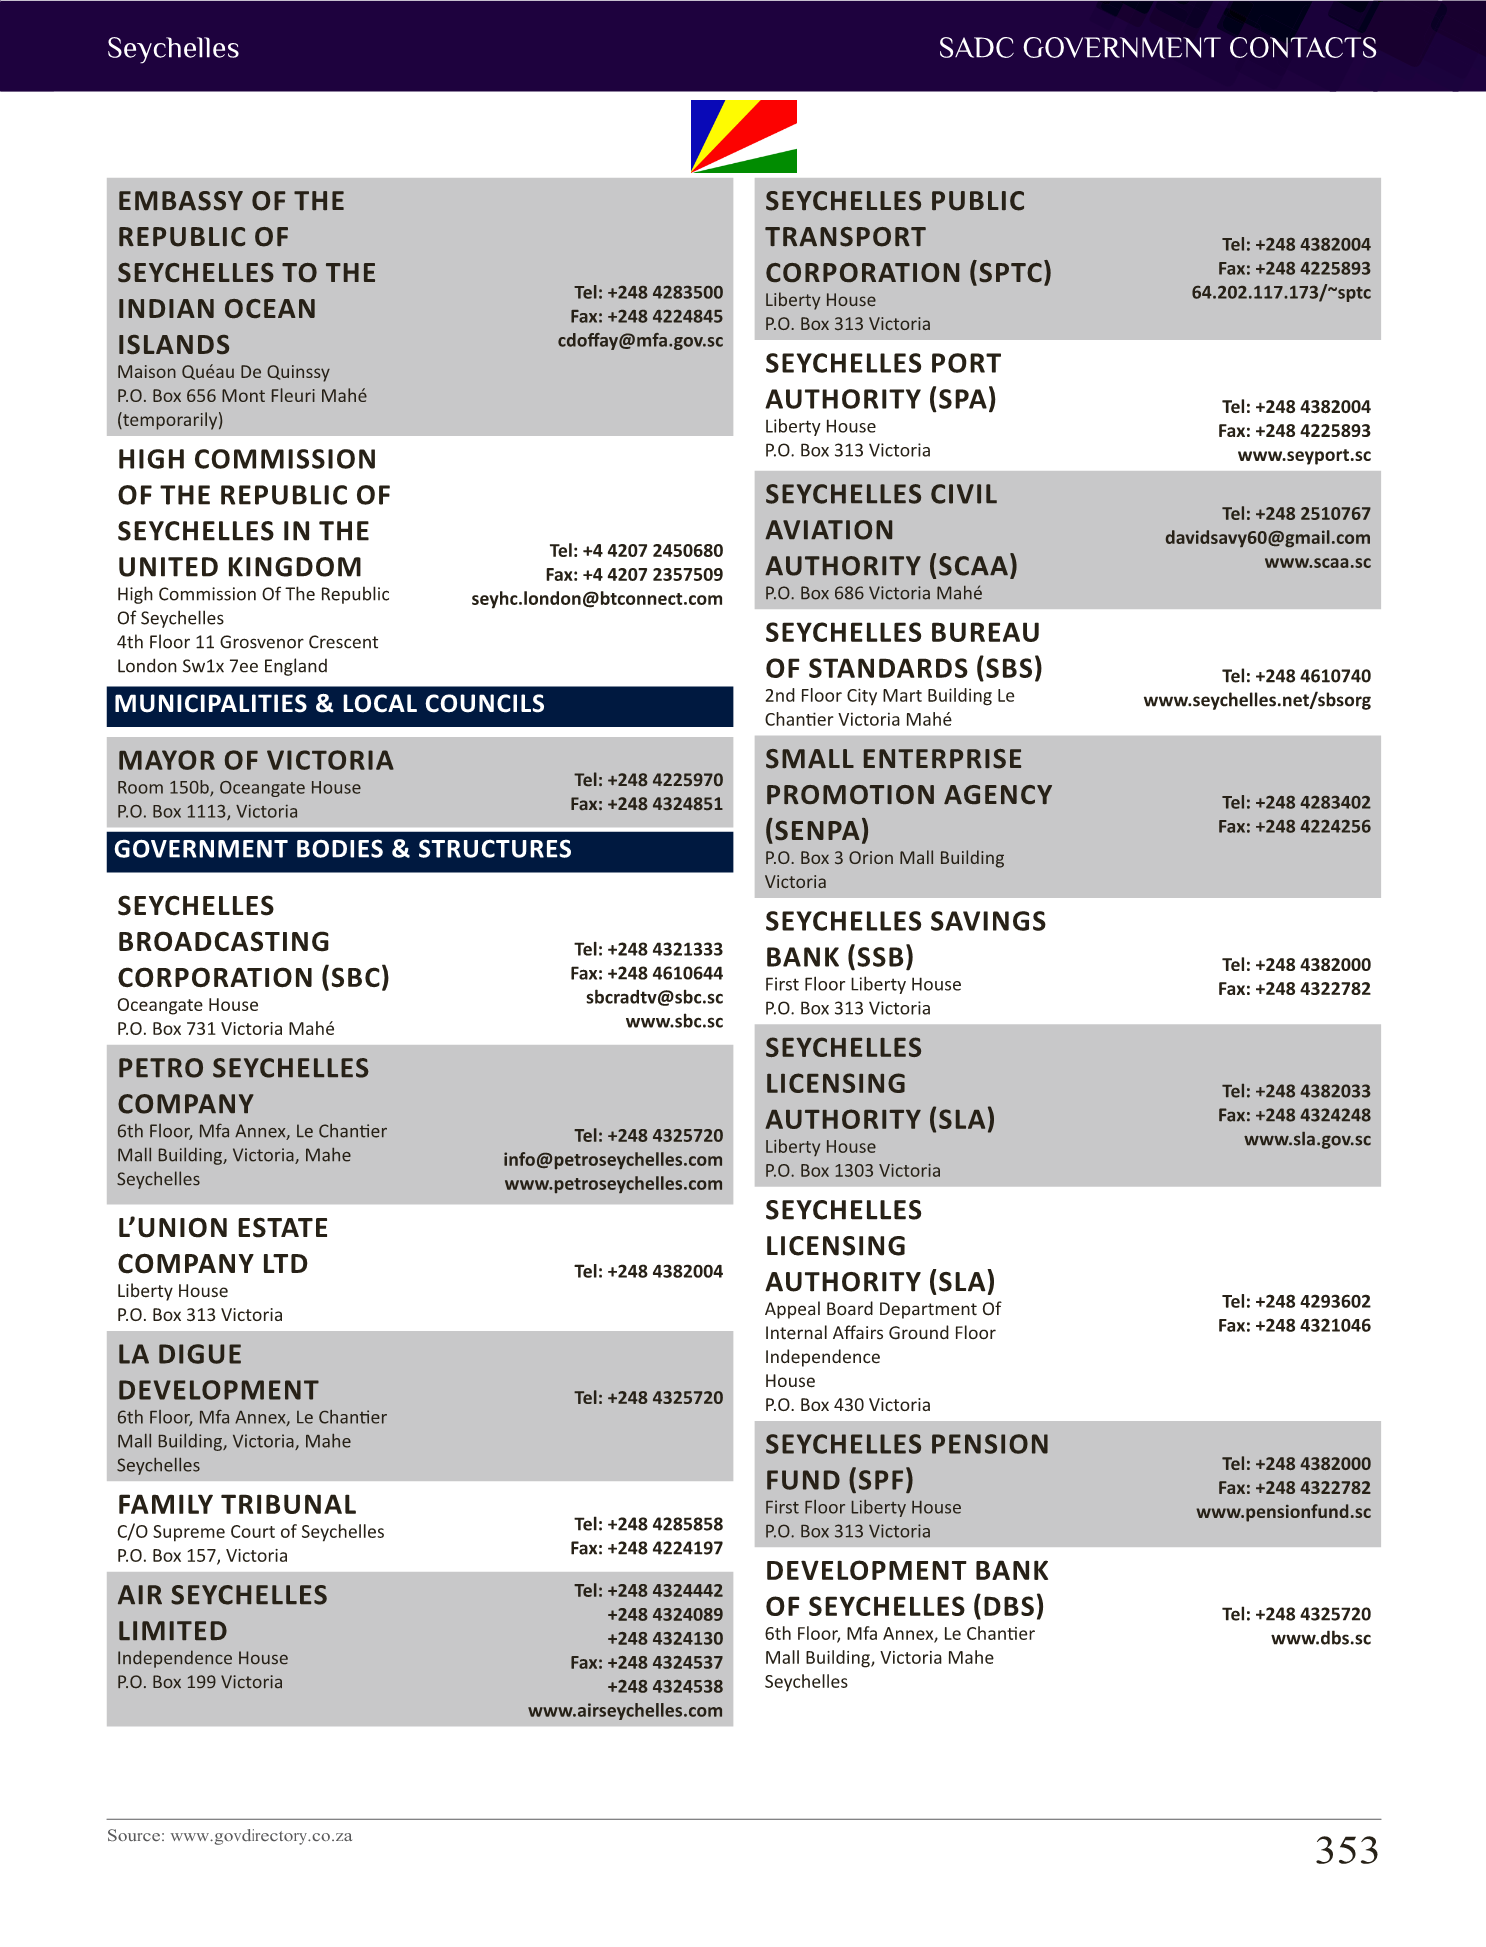 Seychelles
SADC GOVERNMENT CONTACTS
EMBASSY OF THE
REPUBLIC OF
SEYCHELLES TO THE
INDIAN OCEAN
ISLANDS
Maison Quéau De Quinssy
P.O. Box 656 Mont Fleuri Mahé
(temporarily)
Tel: +248 4283500
Fax: +248 4224845
cdoffay@mfa.gov.sc
HIGH COMMISSION
OF THE REPUBLIC OF
SEYCHELLES IN THE
UNITED KINGDOM
High Commission Of The Republic
Of Seychelles
4th Floor 11 Grosvenor Crescent
London Sw1x 7ee England
Tel: +4 4207 2450680
Fax: +4 4207 2357509
seyhc.london@btconnect.com
MUNICIPALITIES & LOCAL COUNCILS
MAYOR OF VICTORIA
Room 150b, Oceangate House
P.O. Box 1113, Victoria
Tel: +248 4225970
Fax: +248 4324851
GOVERNMENT BODIES & STRUCTURES
SEYCHELLES
BROADCASTING
CORPORATION (SBC)
Oceangate House
P.O. Box 731 Victoria Mahé
Tel: +248 4321333
Fax: +248 4610644
sbcradtv@sbc.sc
www.sbc.sc
PETRO SEYCHELLES
COMPANY
6th Floor, Mfa Annex, Le Chantier
Mall Building, Victoria, Mahe
Seychelles
Tel: +248 4325720
info@petroseychelles.com
www.petroseychelles.com
L’UNION ESTATE
COMPANY LTD
Liberty House
P.O. Box 313 Victoria
Tel: +248 4382004
LA DIGUE
DEVELOPMENT
6th Floor, Mfa Annex, Le Chantier
Mall Building, Victoria, Mahe
Seychelles
Tel: +248 4325720
FAMILY TRIBUNAL
C/O Supreme Court of Seychelles
P.O. Box 157, Victoria
Tel: +248 4285858
Fax: +248 4224197
AIR SEYCHELLES
LIMITED
Independence House
P.O. Box 199 Victoria
Tel: +248 4324442
+248 4324089
+248 4324130
Fax: +248 4324537
+248 4324538
www.airseychelles.com
SEYCHELLES PUBLIC
TRANSPORT
CORPORATION (SPTC)
Liberty House
P.O. Box 313 Victoria
Tel: +248 4382004
Fax: +248 4225893
64.202.117.173/~sptc
SEYCHELLES PORT
AUTHORITY (SPA)
Liberty House
P.O. Box 313 Victoria
Tel: +248 4382004
Fax: +248 4225893
www.seyport.sc
SEYCHELLES CIVIL
AVIATION
AUTHORITY (SCAA)
P.O. Box 686 Victoria Mahé
Tel: +248 2510767
davidsavy60@gmail.com
www.scaa.sc
SEYCHELLES BUREAU
OF STANDARDS (SBS)
2nd Floor City Mart Building Le
Chantier Victoria Mahé
Tel: +248 4610740
www.seychelles.net/sbsorg
SMALL ENTERPRISE
PROMOTION AGENCY
(SENPA)
P.O. Box 3 Orion Mall Building
Victoria
Tel: +248 4283402
Fax: +248 4224256
SEYCHELLES SAVINGS
BANK (SSB)
First Floor Liberty House
P.O. Box 313 Victoria
Tel: +248 4382000
Fax: +248 4322782
SEYCHELLES
LICENSING
AUTHORITY (SLA)
Liberty House
P.O. Box 1303 Victoria
Tel: +248 4382033
Fax: +248 4324248
www.sla.gov.sc
SEYCHELLES
LICENSING
AUTHORITY (SLA)
Appeal Board Department Of
Internal Affairs Ground Floor
Independence
House
P.O. Box 430 Victoria
Tel: +248 4293602
Fax: +248 4321046
SEYCHELLES PENSION
FUND (SPF)
First Floor Liberty House
P.O. Box 313 Victoria
Tel: +248 4382000
Fax: +248 4322782
www.pensionfund.sc
DEVELOPMENT BANK
OF SEYCHELLES (DBS)
6th Floor, Mfa Annex, Le Chantier
Mall Building, Victoria Mahe
Seychelles
Tel: +248 4325720
www.dbs.sc
Source: www.govdirectory.co.za
353